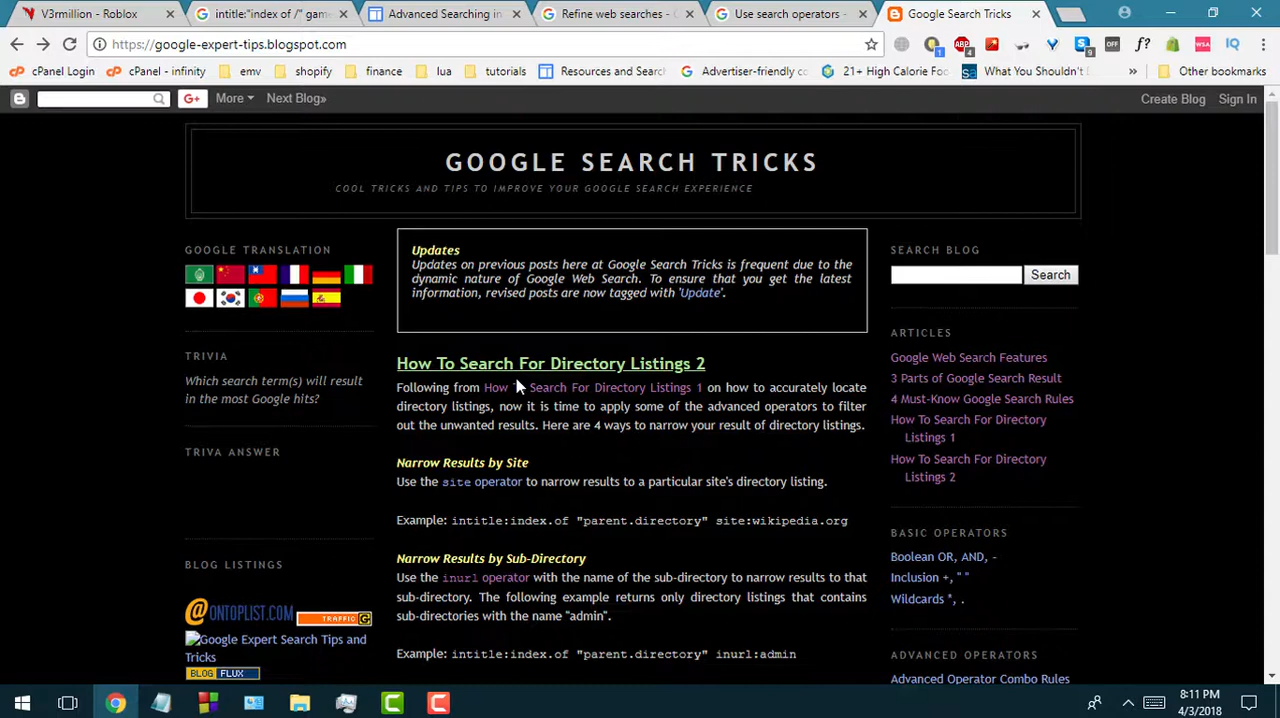 V3rmillion - Roblox
intitle:"index of /" gam
Advanced Searching in
Refine web searches -
Use search operators -
Google Search Tricks
https://google-expert-tips.blogspot.com
cPanel Login
cPanel - infinity
emv
shopify
finance
lua
tutorials
Resources and Searc
Advertiser-friendly co
21+ High Calorie Foo
What You Shouldn't D
Other bookmarks
G+
More
Next Blog»
Create Blog
Sign In
GOOGLE SEARCH TRICKS
COOL TRICKS AND TIPS TO IMPROVE YOUR GOOGLE SEARCH EXPERIENCE
GOOGLE TRANSLATION
TRIVIA
Which search term(s) will result
in the most Google hits?
TRIVA ANSWER
BLOG LISTINGS
@ONTOPLIST.COM
TRAFFIC G
Google Expert Search Tips and
Tricks
BLOG FLUX
Updates
Updates on previous posts here at Google Search Tricks is frequent due to the
dynamic nature of Google Web Search. To ensure that you get the latest
information, revised posts are now tagged with 'Update'.
How To Search For Directory Listings 2
Following from How To Search For Directory Listings 1 on how to accurately locate
directory listings, now it is time to apply some of the advanced operators to filter
out the unwanted results. Here are 4 ways to narrow your result of directory listings.
Narrow Results by Site
Use the site operator to narrow results to a particular site's directory listing.
Example: intitle:index.of "parent.directory" site:wikipedia.org
Narrow Results by Sub-Directory
Use the inurl operator with the name of the sub-directory to narrow results to that
sub-directory. The following example returns only directory listings that contains
sub-directories with the name "admin".
Example: intitle:index.of "parent.directory" inurl:admin
SEARCH BLOG
Search
ARTICLES
Google Web Search Features
3 Parts of Google Search Result
4 Must-Know Google Search Rules
How To Search For Directory
Listings 1
How To Search For Directory
Listings 2
BASIC OPERATORS
Boolean OR, AND, -
Inclusion +, " "
Wildcards *, .
ADVANCED OPERATORS
Advanced Operator Combo Rules
8:11 PM
4/3/2018